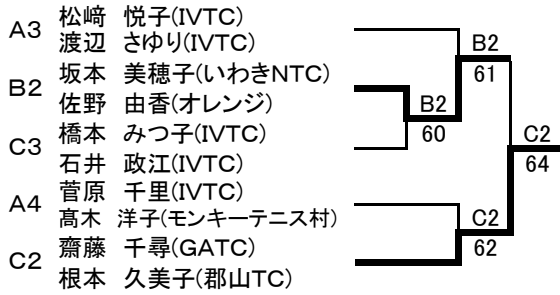 A3 松﨑 悦子(IVTC)
渡辺 さゆり(IVTC)
B2 坂本 美穂子(いわきNTC)
佐野 由香(オレンジ)
C3 橋本 みつ子(IVTC)
石井 政江(IVTC)
A4 菅原 千里(IVTC)
髙木 洋子(モンキーテニス村)
C2 齋藤 千尋(GATC)
根本 久美子(郡山TC)
B2
60
B2
61
C2
62
C2
64